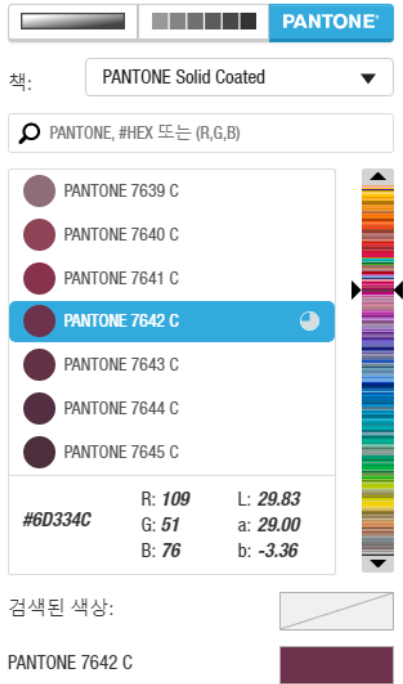 PANTONE®
책: PANTONE Solid Coated
PANTONE, #HEX 또는 (R,G,B)
PANTONE 7639 C
PANTONE 7640 C
PANTONE 7641 C
PANTONE 7642 C
PANTONE 7643 C
PANTONE 7644 C
PANTONE 7645 C
R: 109 L: 29.83
#6D334C G: 51 a: 29.00
B: 76 b: -3.36
검색된 색상:
PANTONE 7642 C